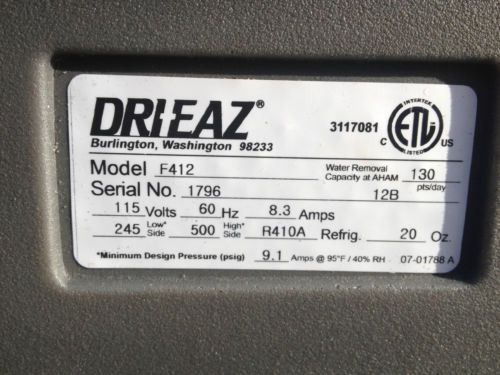 DRI-EAZ®
Burlington, Washington 98233
3117081
INTERTEK
C ETL US
LISTED
Model F412
Water Removal Capacity at AHAM 130 pts/day
Serial No. 1796 12B
115 Volts 60 Hz 8.3 Amps
245 Low* Side 500 High* Side R410A Refrig. 20 Oz.
*Minimum Design Pressure (psig) 9.1 Amps @ 95°F / 40% RH 07-01788 A